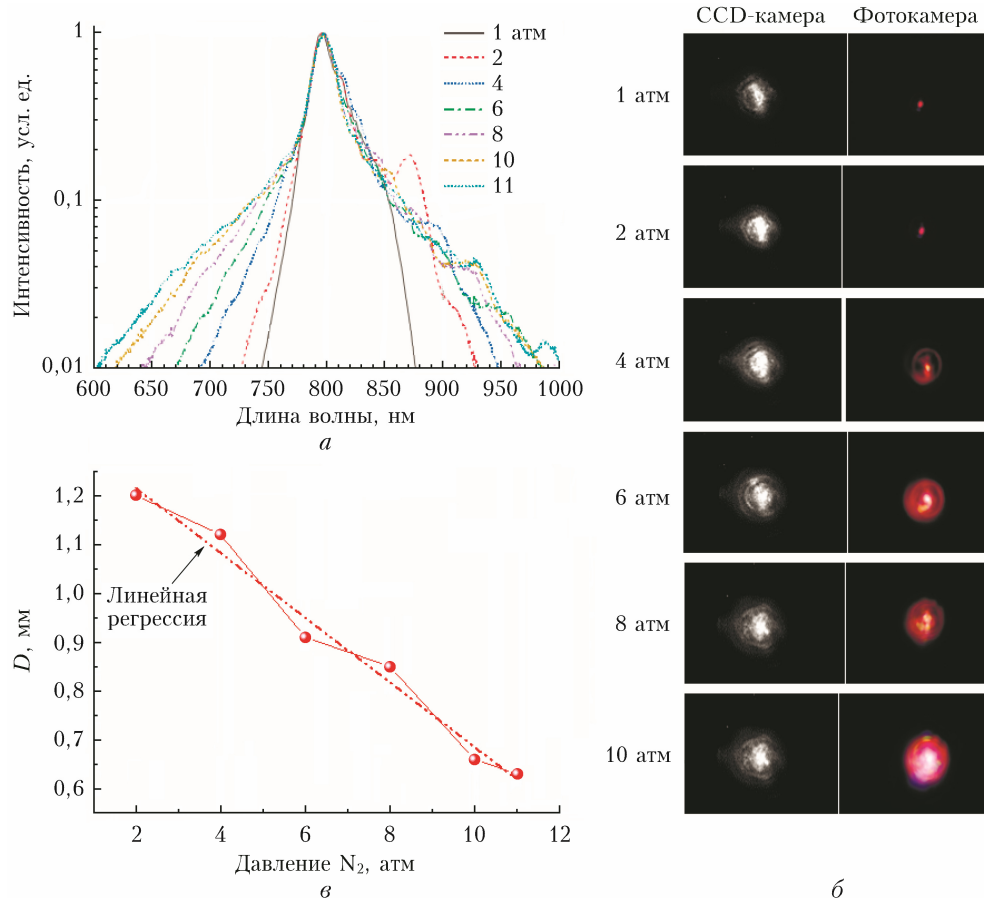 Интенсивность, усл. ед.
1
0,1
0,01
1 атм
2
4
6
8
10
11
600 650 700 750 800 850 900 950 1000
Длина волны, нм
а
D, мм
1,2
1,1
1,0
0,9
0,8
0,7
0,6
Линейная
регрессия
2 4 6 8 10 12
Давление N₂, атм
в
CCD-камера Фотокамера
1 атм
2 атм
4 атм
6 атм
8 атм
10 атм
б